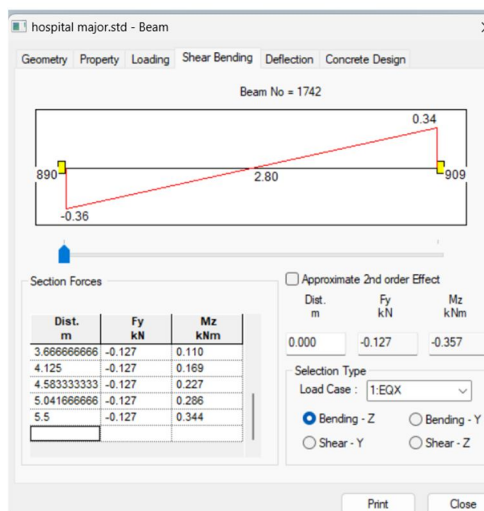 hospital major.std - Beam
Geometry Property Loading Shear Bending Deflection Concrete Design
Beam No = 1742
0.34
890 2.80 909
-0.36
Section Forces
Dist. m Fy kN Mz kNm
3.666666666 -0.127 0.110
4.125 -0.127 0.169
4.583333333 -0.127 0.227
5.041666666 -0.127 0.286
5.5 -0.127 0.344
Approximate 2nd order Effect
Dist. m Fy kN Mz kNm
0.000 -0.127 -0.357
Selection Type
Load Case : 1:EQX
Bending - Z Bending - Y
Shear - Y Shear - Z
Print Close